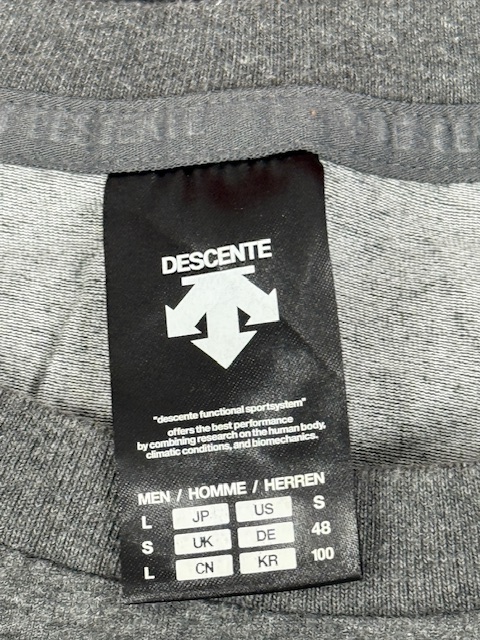 DESCENTE
DESCENTE
"descente functional sportsystem"
offers the best performance
by combining research on the human body,
climatic conditions, and biomechanics.
MEN / HOMME / HERREN
L JP US S
S UK DE 48
L CN KR 100